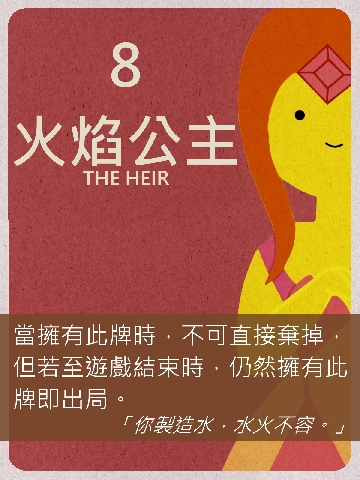 8
火焰公主
THE HEIR
當擁有此牌時，不可直接棄掉，
但若至遊戲結束時，仍然擁有此
牌即出局。
「你製造水，水火不容。」